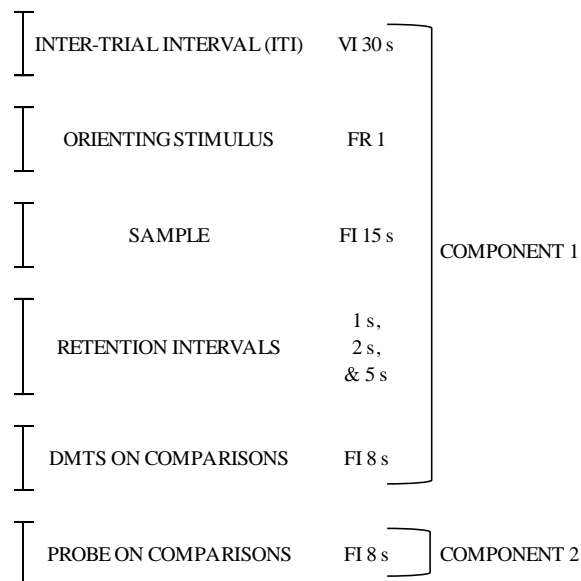 INTER-TRIAL INTERVAL (ITI) VI 30 s
ORIENTING STIMULUS FR 1
SAMPLE FI 15 s
COMPONENT 1
RETENTION INTERVALS 1 s,
2 s,
& 5 s
DMTS ON COMPARISONS FI 8 s
PROBE ON COMPARISONS FI 8 s COMPONENT 2